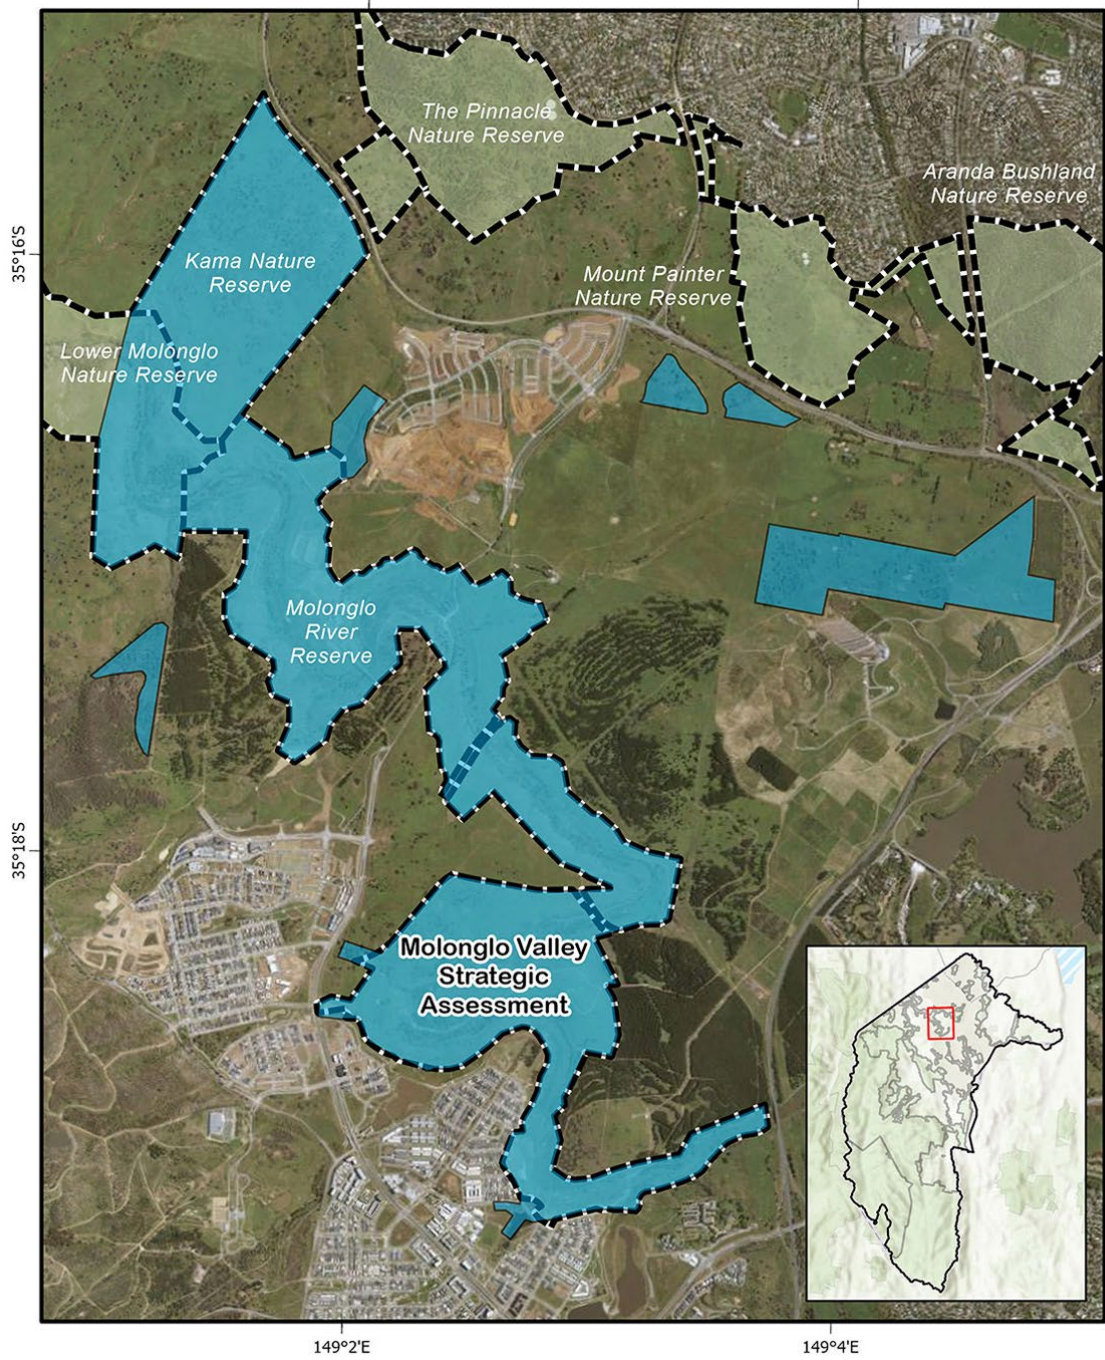 The Pinnacle
Nature Reserve
Aranda Bushland
Nature Reserve
Kama Nature
Reserve
Mount Painter
Nature Reserve
35°16'S
Lower Molonglo
Nature Reserve
Molonglo
River
Reserve
35°18'S
Molonglo Valley
Strategic
Assessment
149°2'E
149°4'E